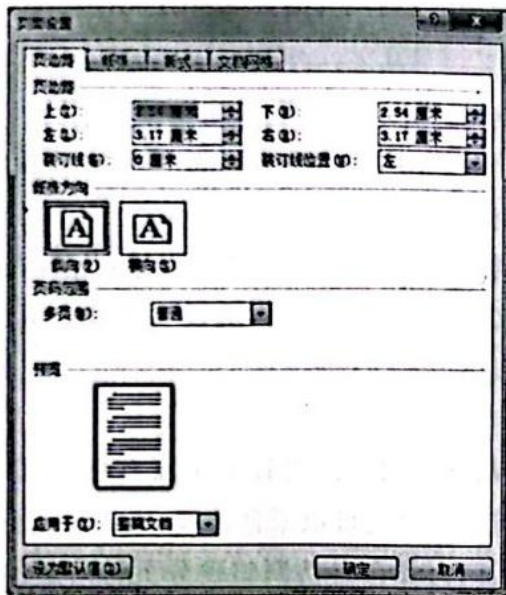 页面设置
页边距 纸张 版式 文档网格
页边距
上(T): 2.54 厘米 下(B): 2.54 厘米
左(L): 3.17 厘米 右(R): 3.17 厘米
装订线(G): 0 厘米 装订线位置(U): 左
纸张方向
A A
纵向(P) 横向(S)
页码范围
多页(M): 普通
预览
应用于(Y): 整篇文档
设为默认值(D) 确定 取消